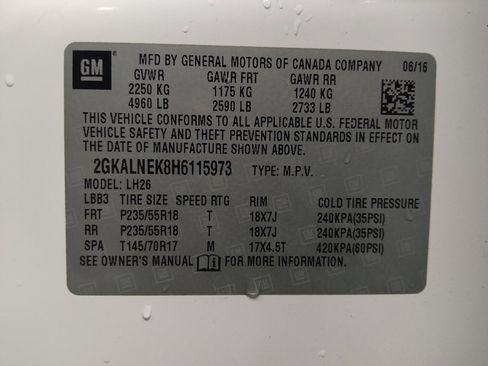 GM MFD BY GENERAL MOTORS OF CANADA COMPANY 06/16
GVWR GAWR FRT GAWR RR
2250 KG 1175 KG 1240 KG
4960 LB 2590 LB 2733 LB
THIS VEHICLE CONFORMS TO ALL APPLICABLE U.S. FEDERAL MOTOR
VEHICLE SAFETY AND THEFT PREVENTION STANDARDS IN EFFECT ON
THE DATE OF MANUFACTURE SHOWN ABOVE.
2GKALNEK8H6115973 TYPE: M.P.V.
MODEL: LH26
LBB3 TIRE SIZE SPEED RTG RIM COLD TIRE PRESSURE
FRT P235/55R18 T 18X7J 240KPA(35PSI)
RR P235/55R18 T 18X7J 240KPA(35PSI)
SPA T145/70R17 M 17X4.5T 420KPA(60PSI)
SEE OWNER'S MANUAL FOR MORE INFORMATION.